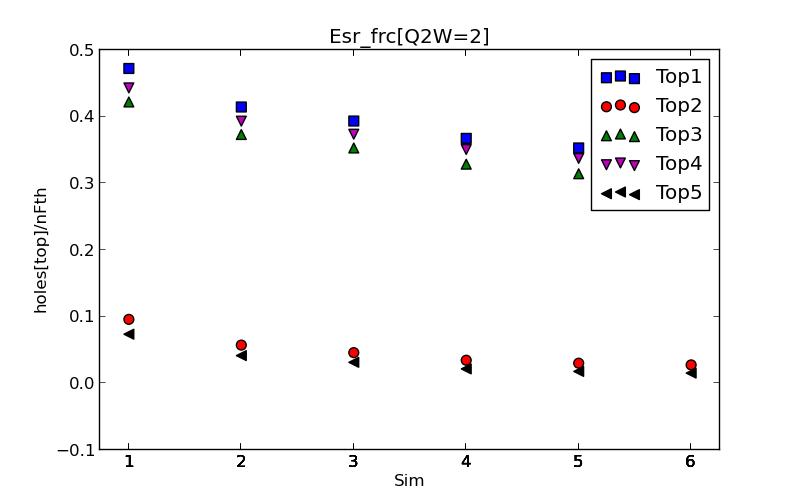 Esr_frc[Q2W=2]
0.5
0.4
0.3
0.2
0.1
0.0
−0.1
holes[top]/nFth
Top1
Top2
Top3
Top4
Top5
1 2 3 4 5 6
Sim